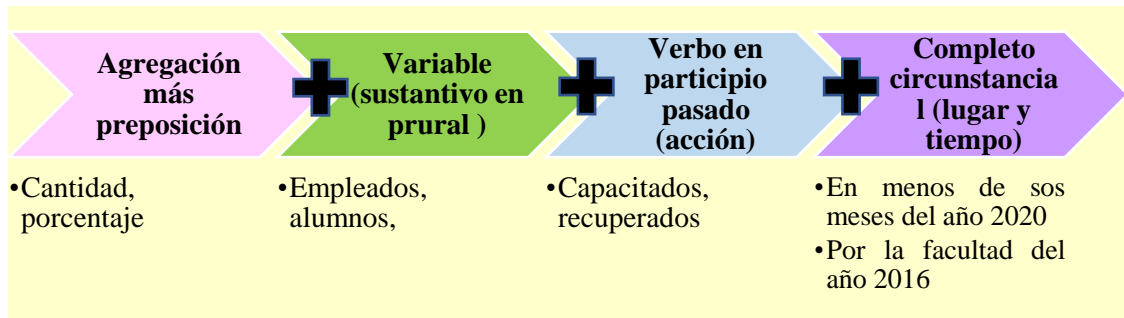 Agregación
más
preposición
Variable
(sustantivo en
prural )
Verbo en
participio
pasado
(acción)
Completo
circunstancia
l (lugar y
tiempo)
•Cantidad,
porcentaje
•Empleados,
alumnos,
•Capacitados,
recuperados
•En menos de sos
meses del año 2020
•Por la facultad del
año 2016